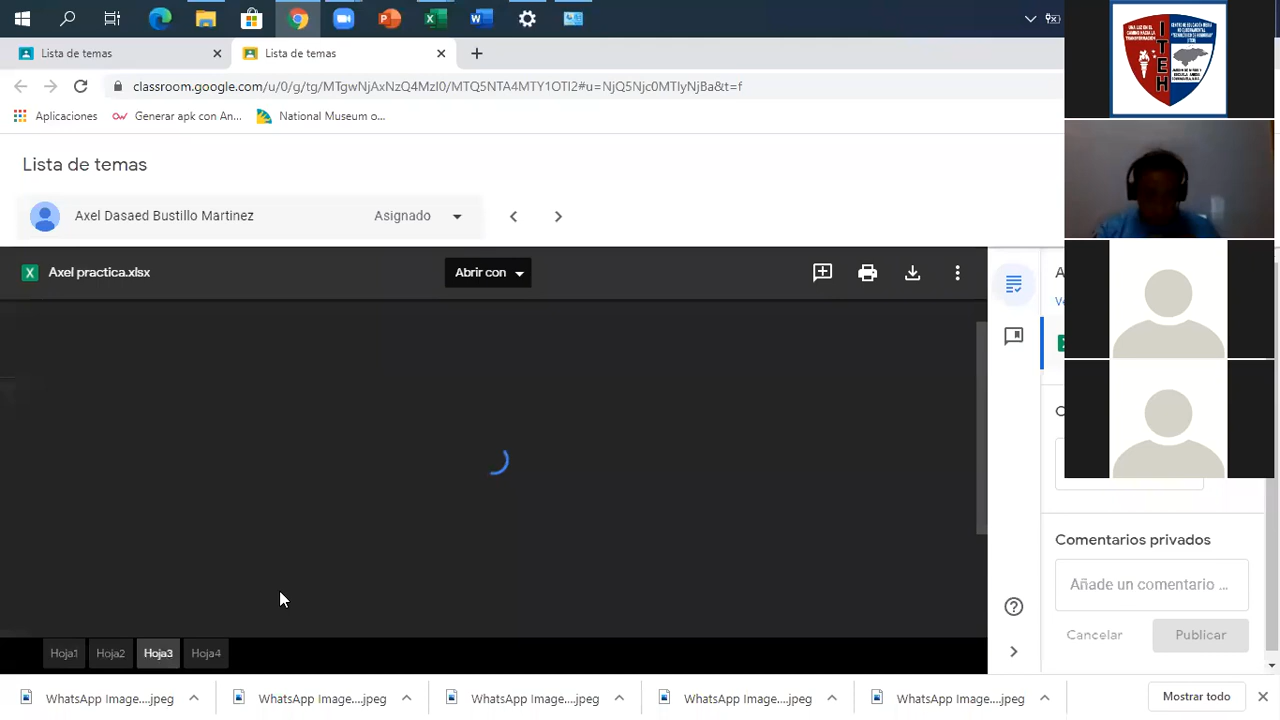 Lista de temas
Lista de temas
classroom.google.com/u/0/g/tg/MTgwNjAxNzQ4MzI0/MTQ5NTA4MTY1OTI2#u=NjQ5Njc0MTIyNjBa&t=f
Aplicaciones
Generar apk con An...
National Museum o...
Lista de temas
Axel Dasaed Bustillo Martinez
Asignado
Axel practica.xlsx
Abrir con
ITEH
Comentarios privados
Añade un comentario ...
Cancelar
Publicar
Hoja1
Hoja2
Hoja3
Hoja4
WhatsApp Image....jpeg
WhatsApp Image....jpeg
WhatsApp Image....jpeg
WhatsApp Image....jpeg
WhatsApp Image....jpeg
Mostrar todo